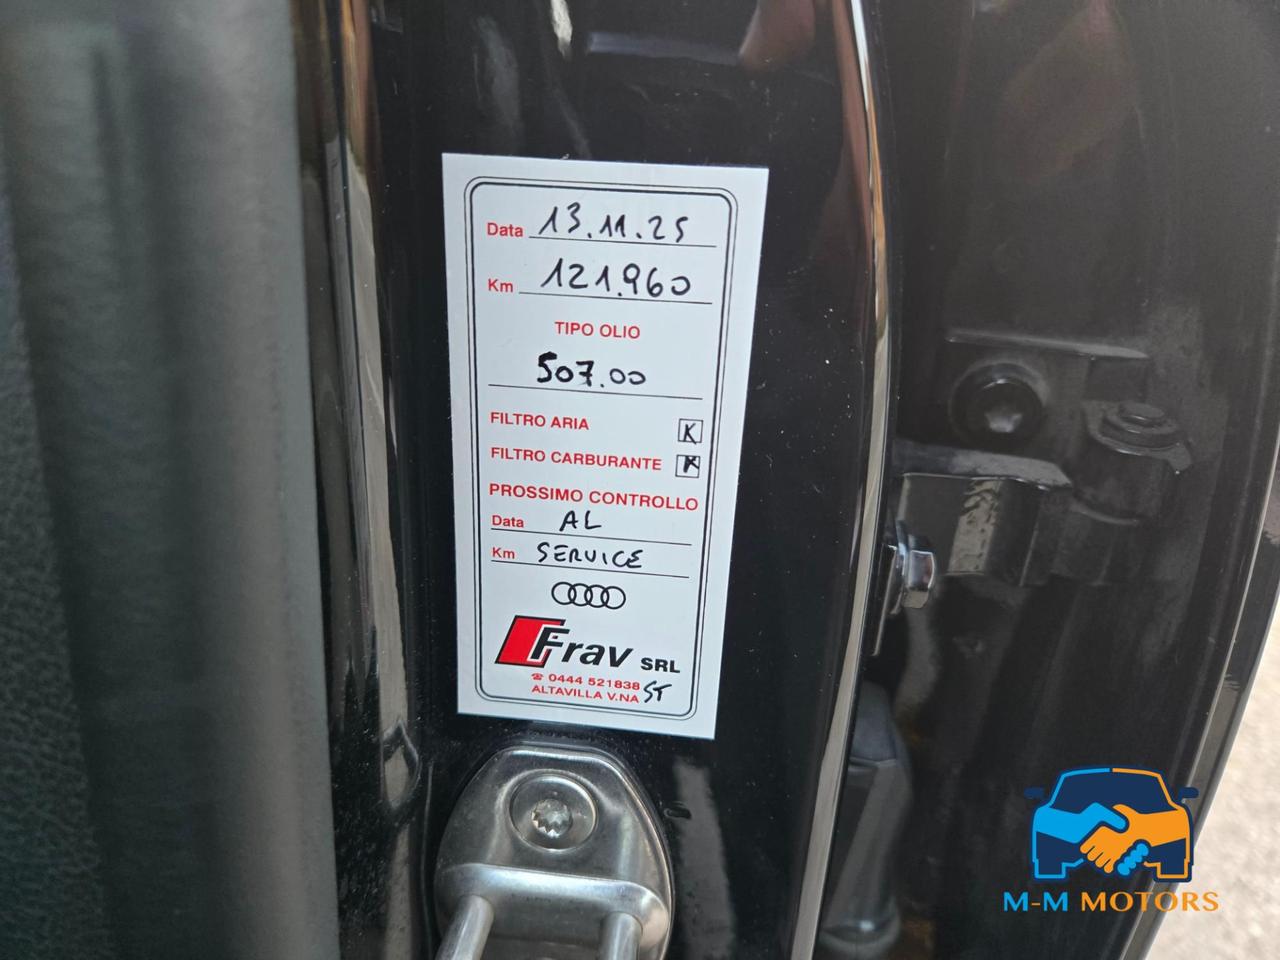 Data 13.11.25
Km 121.960
TIPO OLIO
507.00
FILTRO ARIA K
FILTRO CARBURANTE K
PROSSIMO CONTROLLO
Data AL
Km SERVICE
Frav SRL
☎ 0444 521838
ALTAVILLA V.NA ST
M-M MOTORS